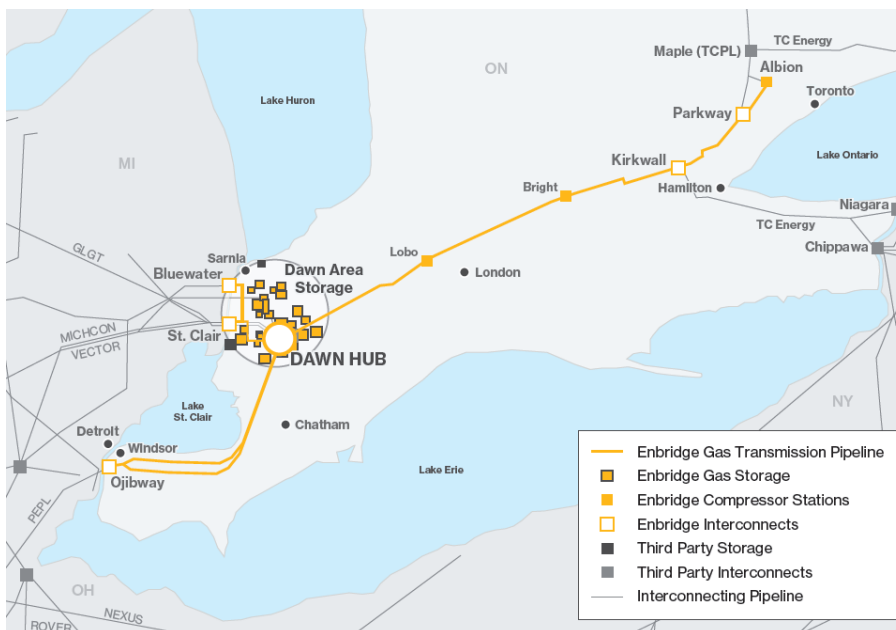 Maple (TCPL)
TC Energy
Albion
ON
Toronto
Lake Huron
Parkway
MI
Kirkwall
Lake Ontario
Bright
Hamilton
Niagara
TC Energy
GLGT
Sarnia
Lobo
Chippawa
Bluewater
Dawn Area
Storage
London
MICHCON
St. Clair
VECTOR
DAWN HUB
Lake
St. Clair
NY
Chatham
Detroit
Windsor
Lake Erie
Ojibway
PEPL
OH
NEXUS
ROVER
Enbridge Gas Transmission Pipeline
Enbridge Gas Storage
Enbridge Compressor Stations
Enbridge Interconnects
Third Party Storage
Third Party Interconnects
Interconnecting Pipeline